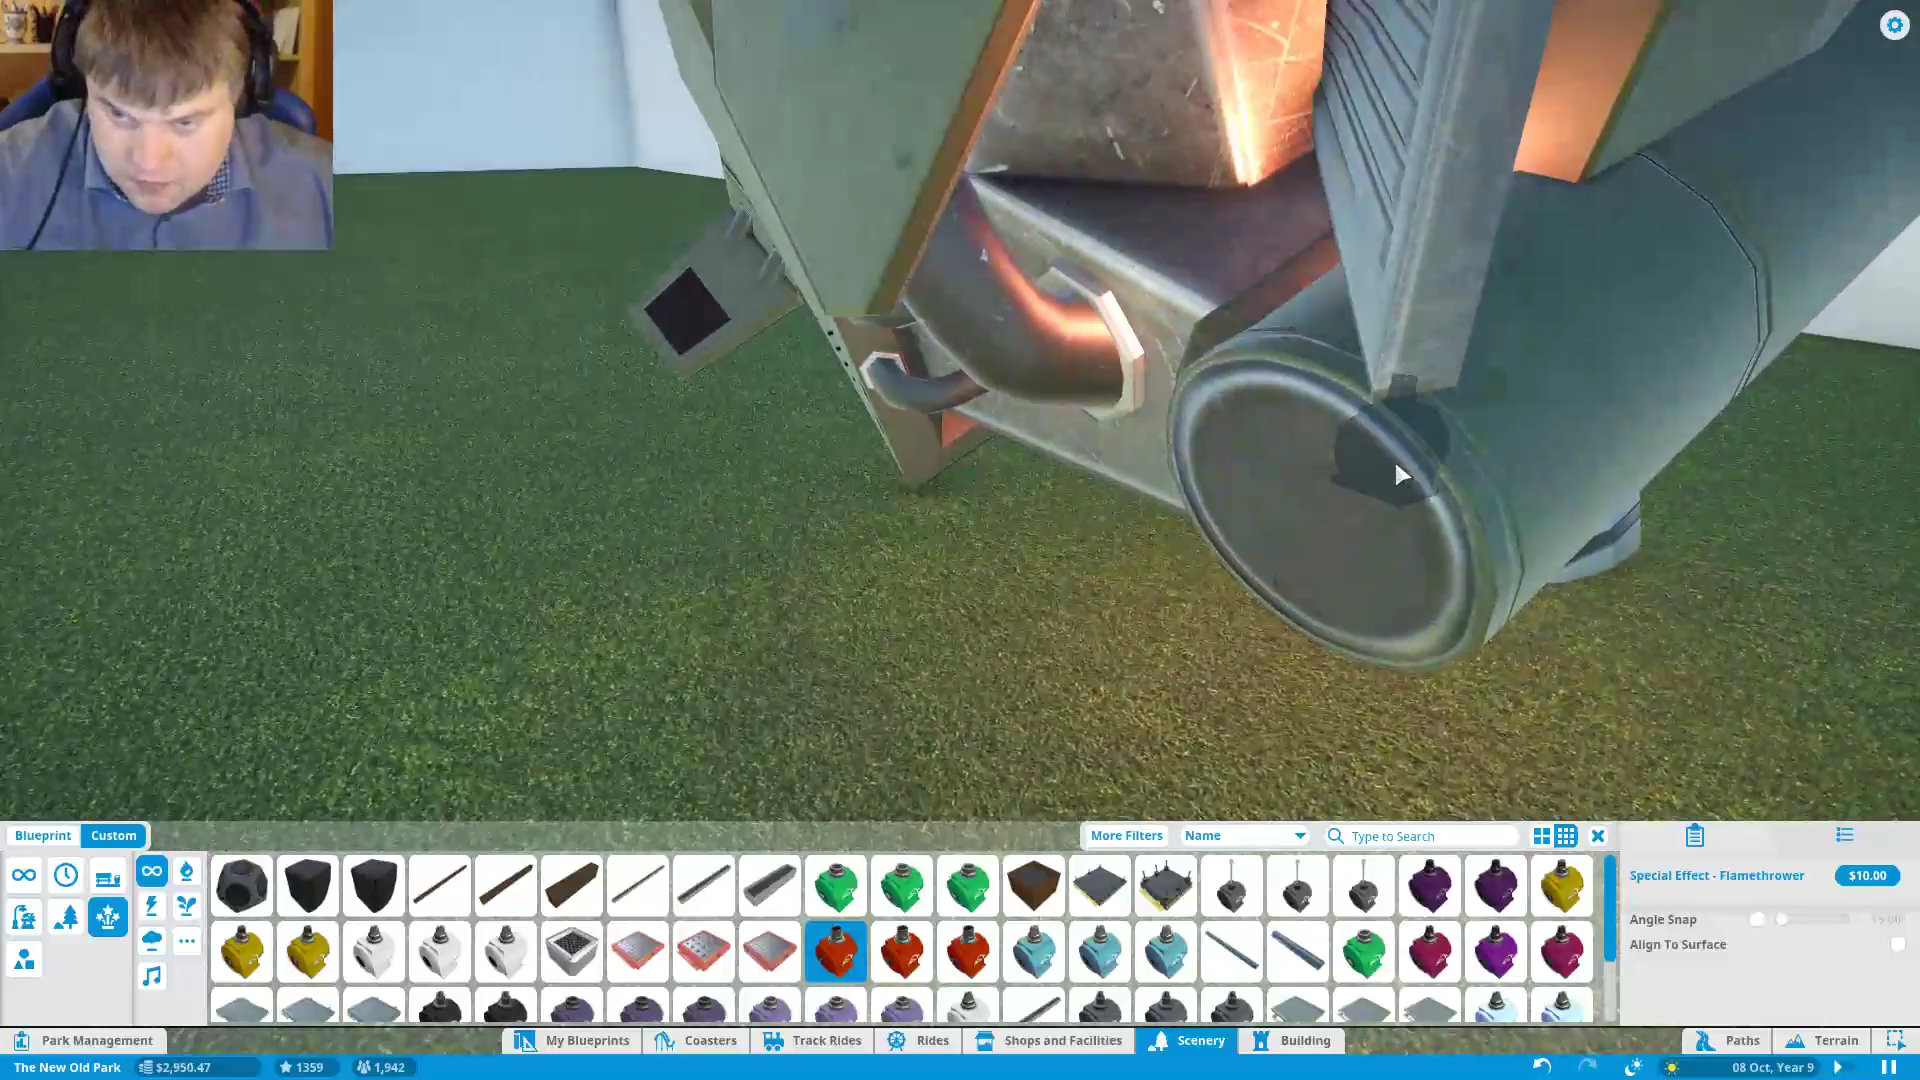 Blueprint
Custom
More Filters
Name
Type to Search
Special Effect - Flamethrower
$10.00
Angle Snap
Align To Surface
Park Management
My Blueprints
Coasters
Track Rides
Rides
Shops and Facilities
Scenery
Building
Paths
Terrain
The New Old Park
$2,950.47
1359
1,942
08 Oct, Year 9